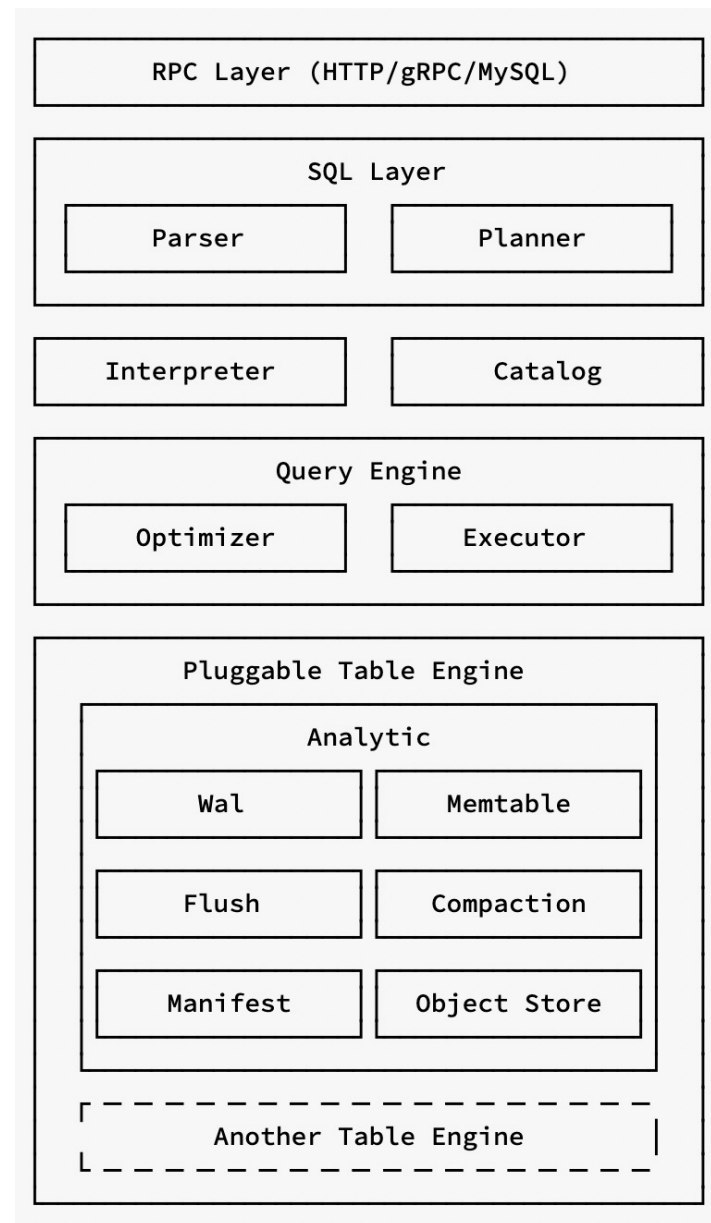 RPC Layer (HTTP/gRPC/MySQL)
SQL Layer
Parser
Planner
Interpreter
Catalog
Query Engine
Optimizer
Executor
Pluggable Table Engine
Analytic
Wal
Memtable
Flush
Compaction
Manifest
Object Store
Another Table Engine